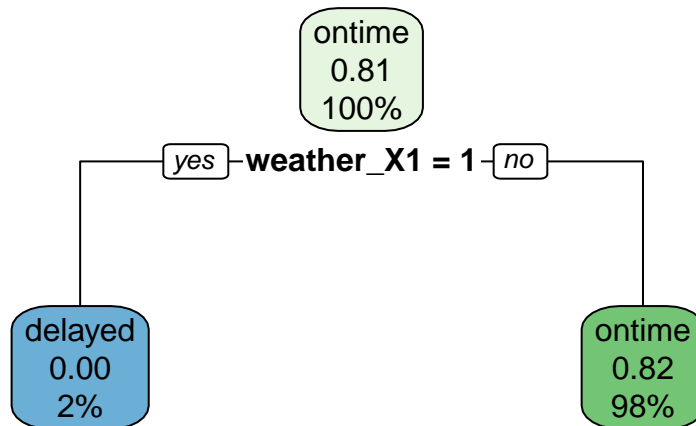 ontime
0.81
100%
yes weather_X1 = 1 no
delayed
0.00
2%
ontime
0.82
98%